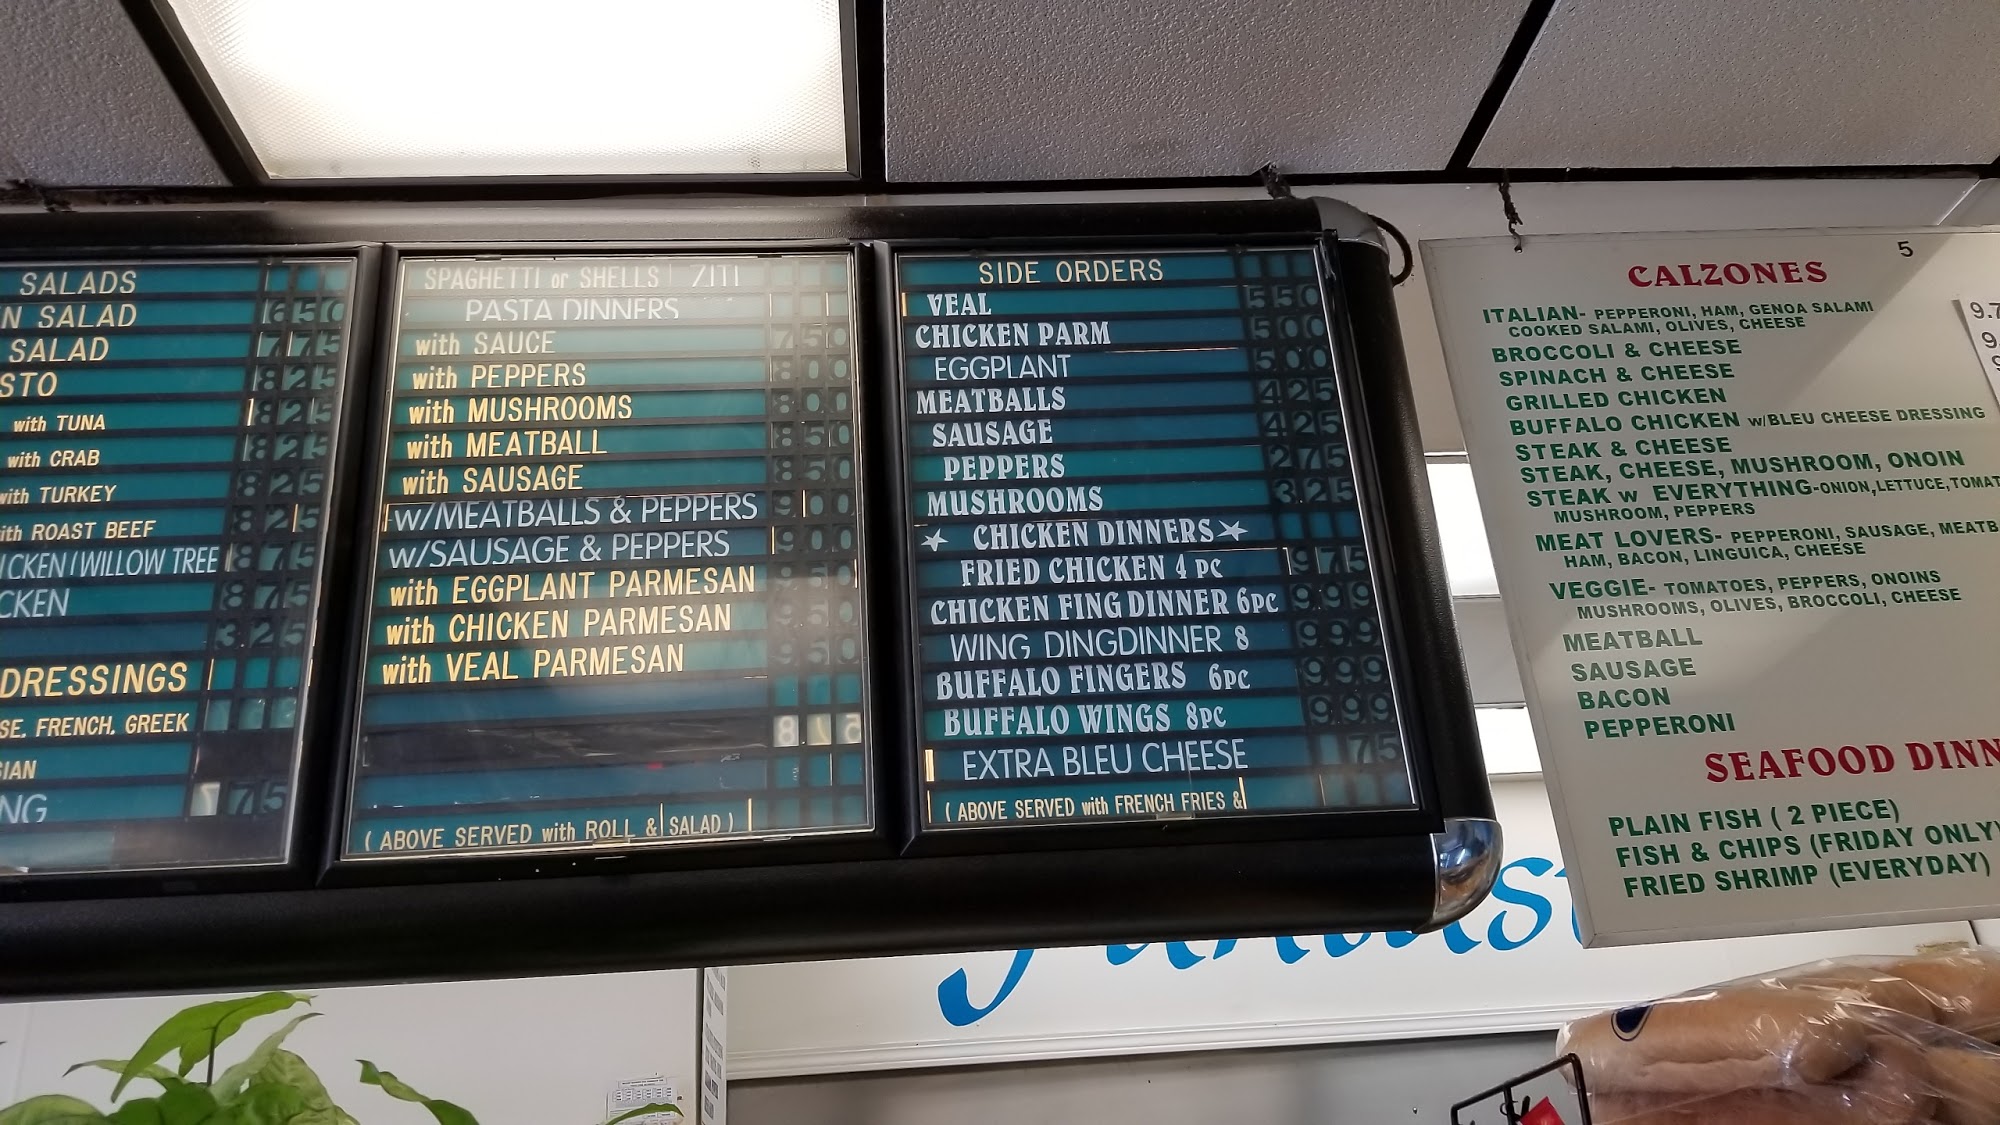 SALADS
N SALAD 650
SALAD 775
STO 825
with TUNA 825
with CRAB 825
with TURKEY 825
ith ROAST BEEF 825
ICKEN/WILLOW TREE 875
CKEN 875
325
DRESSINGS
SE, FRENCH, GREEK
IAN
NG 75
SPAGHETTI or SHELLS | ZITI
PASTA DINNERS
with SAUCE 750
with PEPPERS 800
with MUSHROOMS 800
with MEATBALL 850
with SAUSAGE 850
w/MEATBALLS & PEPPERS 900
w/SAUSAGE & PEPPERS 900
with EGGPLANT PARMESAN 950
with CHICKEN PARMESAN 950
with VEAL PARMESAN 950
( ABOVE SERVED with ROLL & SALAD )
SIDE ORDERS
VEAL 550
CHICKEN PARM 500
EGGPLANT 500
MEATBALLS 425
SAUSAGE 425
PEPPERS 275
MUSHROOMS 325
★ CHICKEN DINNERS ★
FRIED CHICKEN 4 pc 975
CHICKEN FING DINNER 6pc 999
WING DINGDINNER 8 999
BUFFALO FINGERS 6pc 999
BUFFALO WINGS 8pc 999
EXTRA BLEU CHEESE 175
( ABOVE SERVED with FRENCH FRIES &
5
CALZONES
ITALIAN- PEPPERONI, HAM, GENOA SALAMI
COOKED SALAMI, OLIVES, CHEESE
BROCCOLI & CHEESE
SPINACH & CHEESE
GRILLED CHICKEN
BUFFALO CHICKEN w/BLEU CHEESE DRESSING
STEAK & CHEESE
STEAK, CHEESE, MUSHROOM, ONOIN
STEAK w EVERYTHING-ONION,LETTUCE,TOMAT
MUSHROOM, PEPPERS
MEAT LOVERS- PEPPERONI, SAUSAGE, MEATB
HAM, BACON, LINGUICA, CHEESE
VEGGIE- TOMATOES, PEPPERS, ONOINS
MUSHROOMS, OLIVES, BROCCOLI, CHEESE
MEATBALL
SAUSAGE
BACON
PEPPERONI
SEAFOOD DINN
PLAIN FISH ( 2 PIECE)
FISH & CHIPS (FRIDAY ONLY)
FRIED SHRIMP (EVERYDAY)
9.7